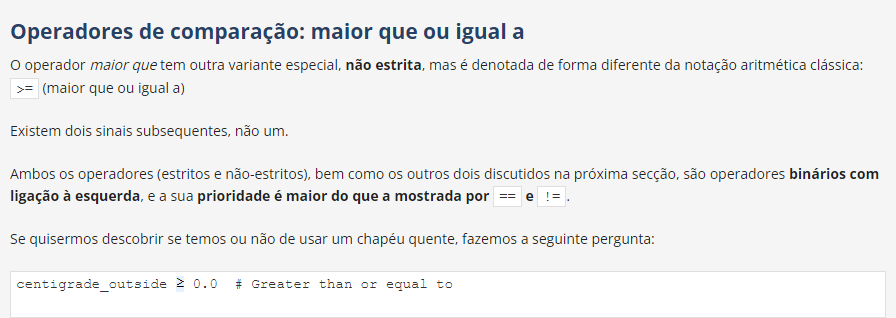 Operadores de comparação: maior que ou igual a
O operador maior que tem outra variante especial, não estrita, mas é denotada de forma diferente da notação aritmética clássica:
>= (maior que ou igual a)
Existem dois sinais subsequentes, não um.
Ambos os operadores (estritos e não-estritos), bem como os outros dois discutidos na próxima secção, são operadores binários com
ligação à esquerda, e a sua prioridade é maior do que a mostrada por == e !=.
Se quisermos descobrir se temos ou não de usar um chapéu quente, fazemos a seguinte pergunta:
centigrade_outside ≥ 0.0  # Greater than or equal to